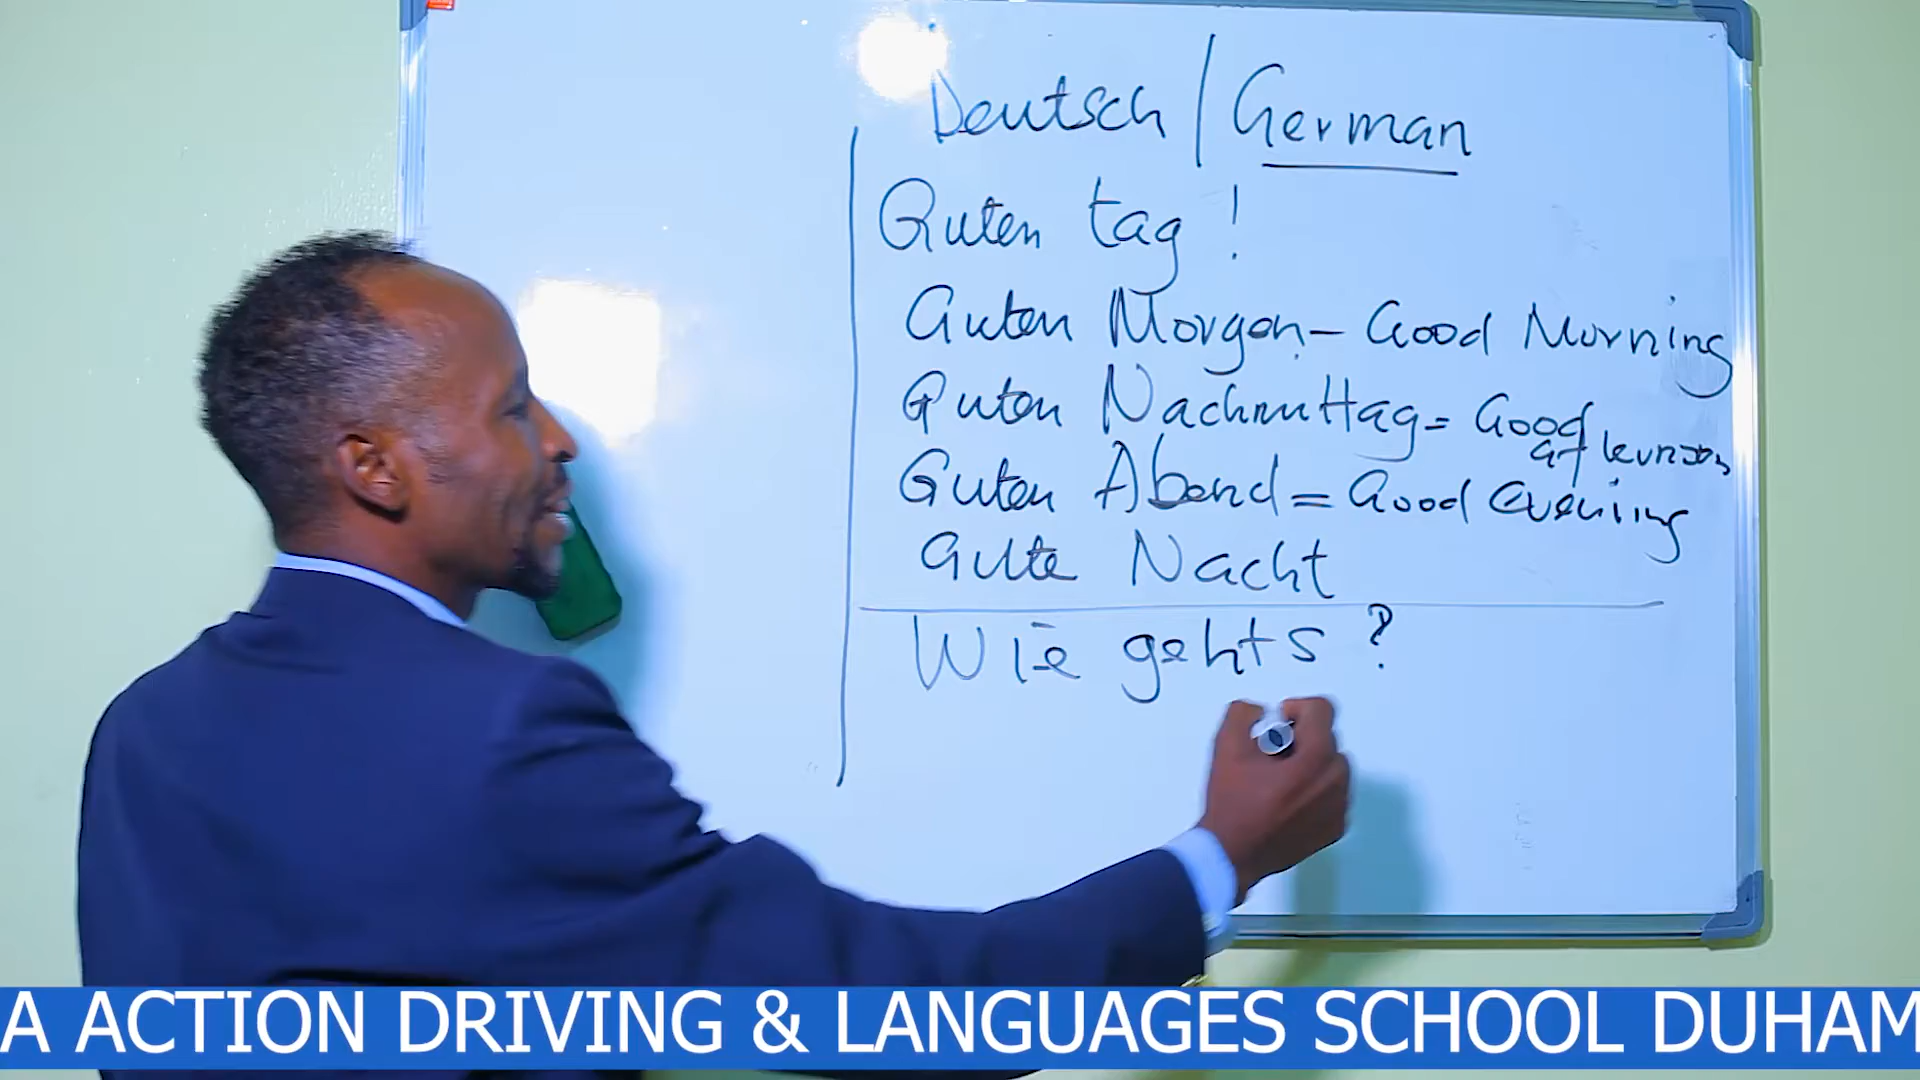 Deutsch / German
Guten tag !
Guten Morgen - Good Morning
Guten Nachmittag = Good
afternoon
Guten Abend = Good evening
Gute Nacht
Wie gehts ?
A ACTION DRIVING & LANGUAGES SCHOOL DUHAM